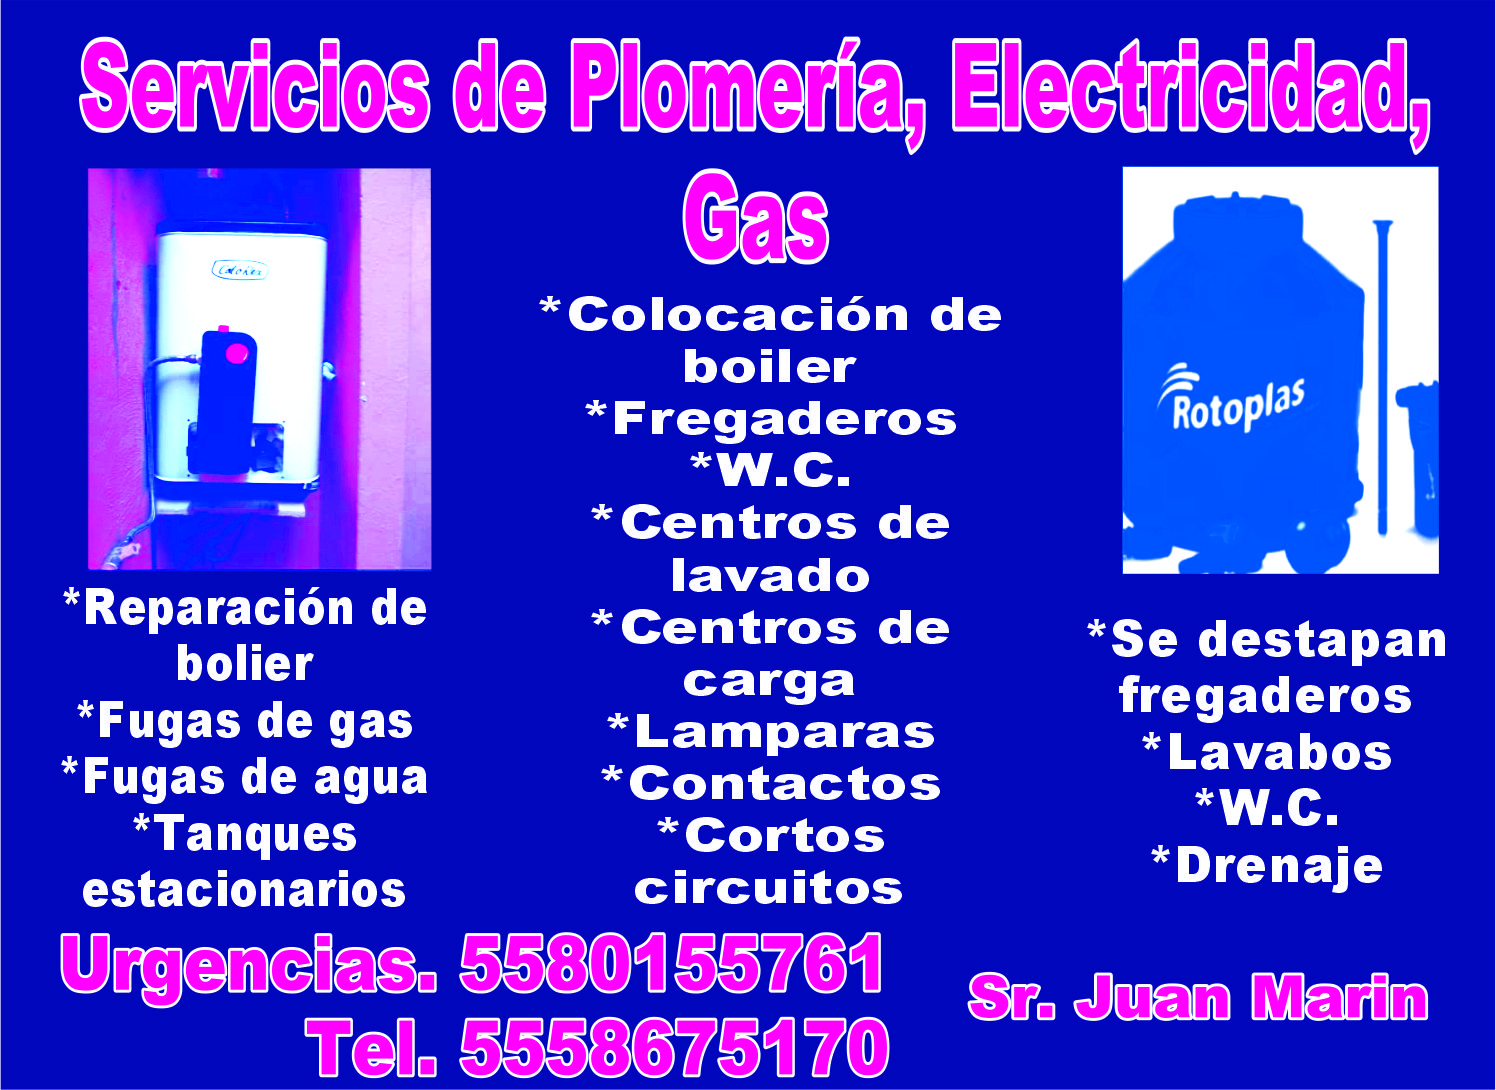 Servicios de Plomería, Electricidad,
Gas
Rotoplas
*Reparación de
bolier
*Fugas de gas
*Fugas de agua
*Tanques
estacionarios
*Colocación de
boiler
*Fregaderos
*W.C.
*Centros de
lavado
*Centros de
carga
*Lamparas
*Contactos
*Cortos
circuitos
*Se destapan
fregaderos
*Lavabos
*W.C.
*Drenaje
Urgencias. 5580155761
Tel. 5558675170
Sr. Juan Marin